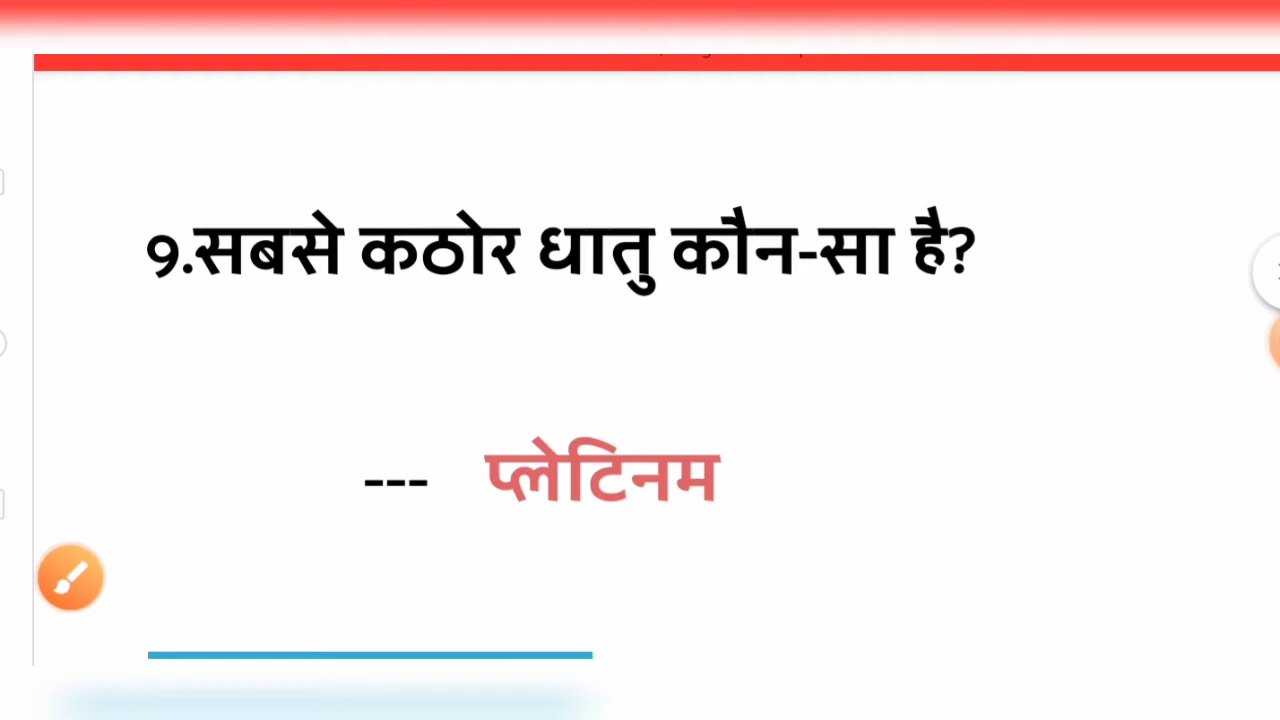 9.सबसे कठोर धातु कौन-सा है?
--- प्लेटिनम